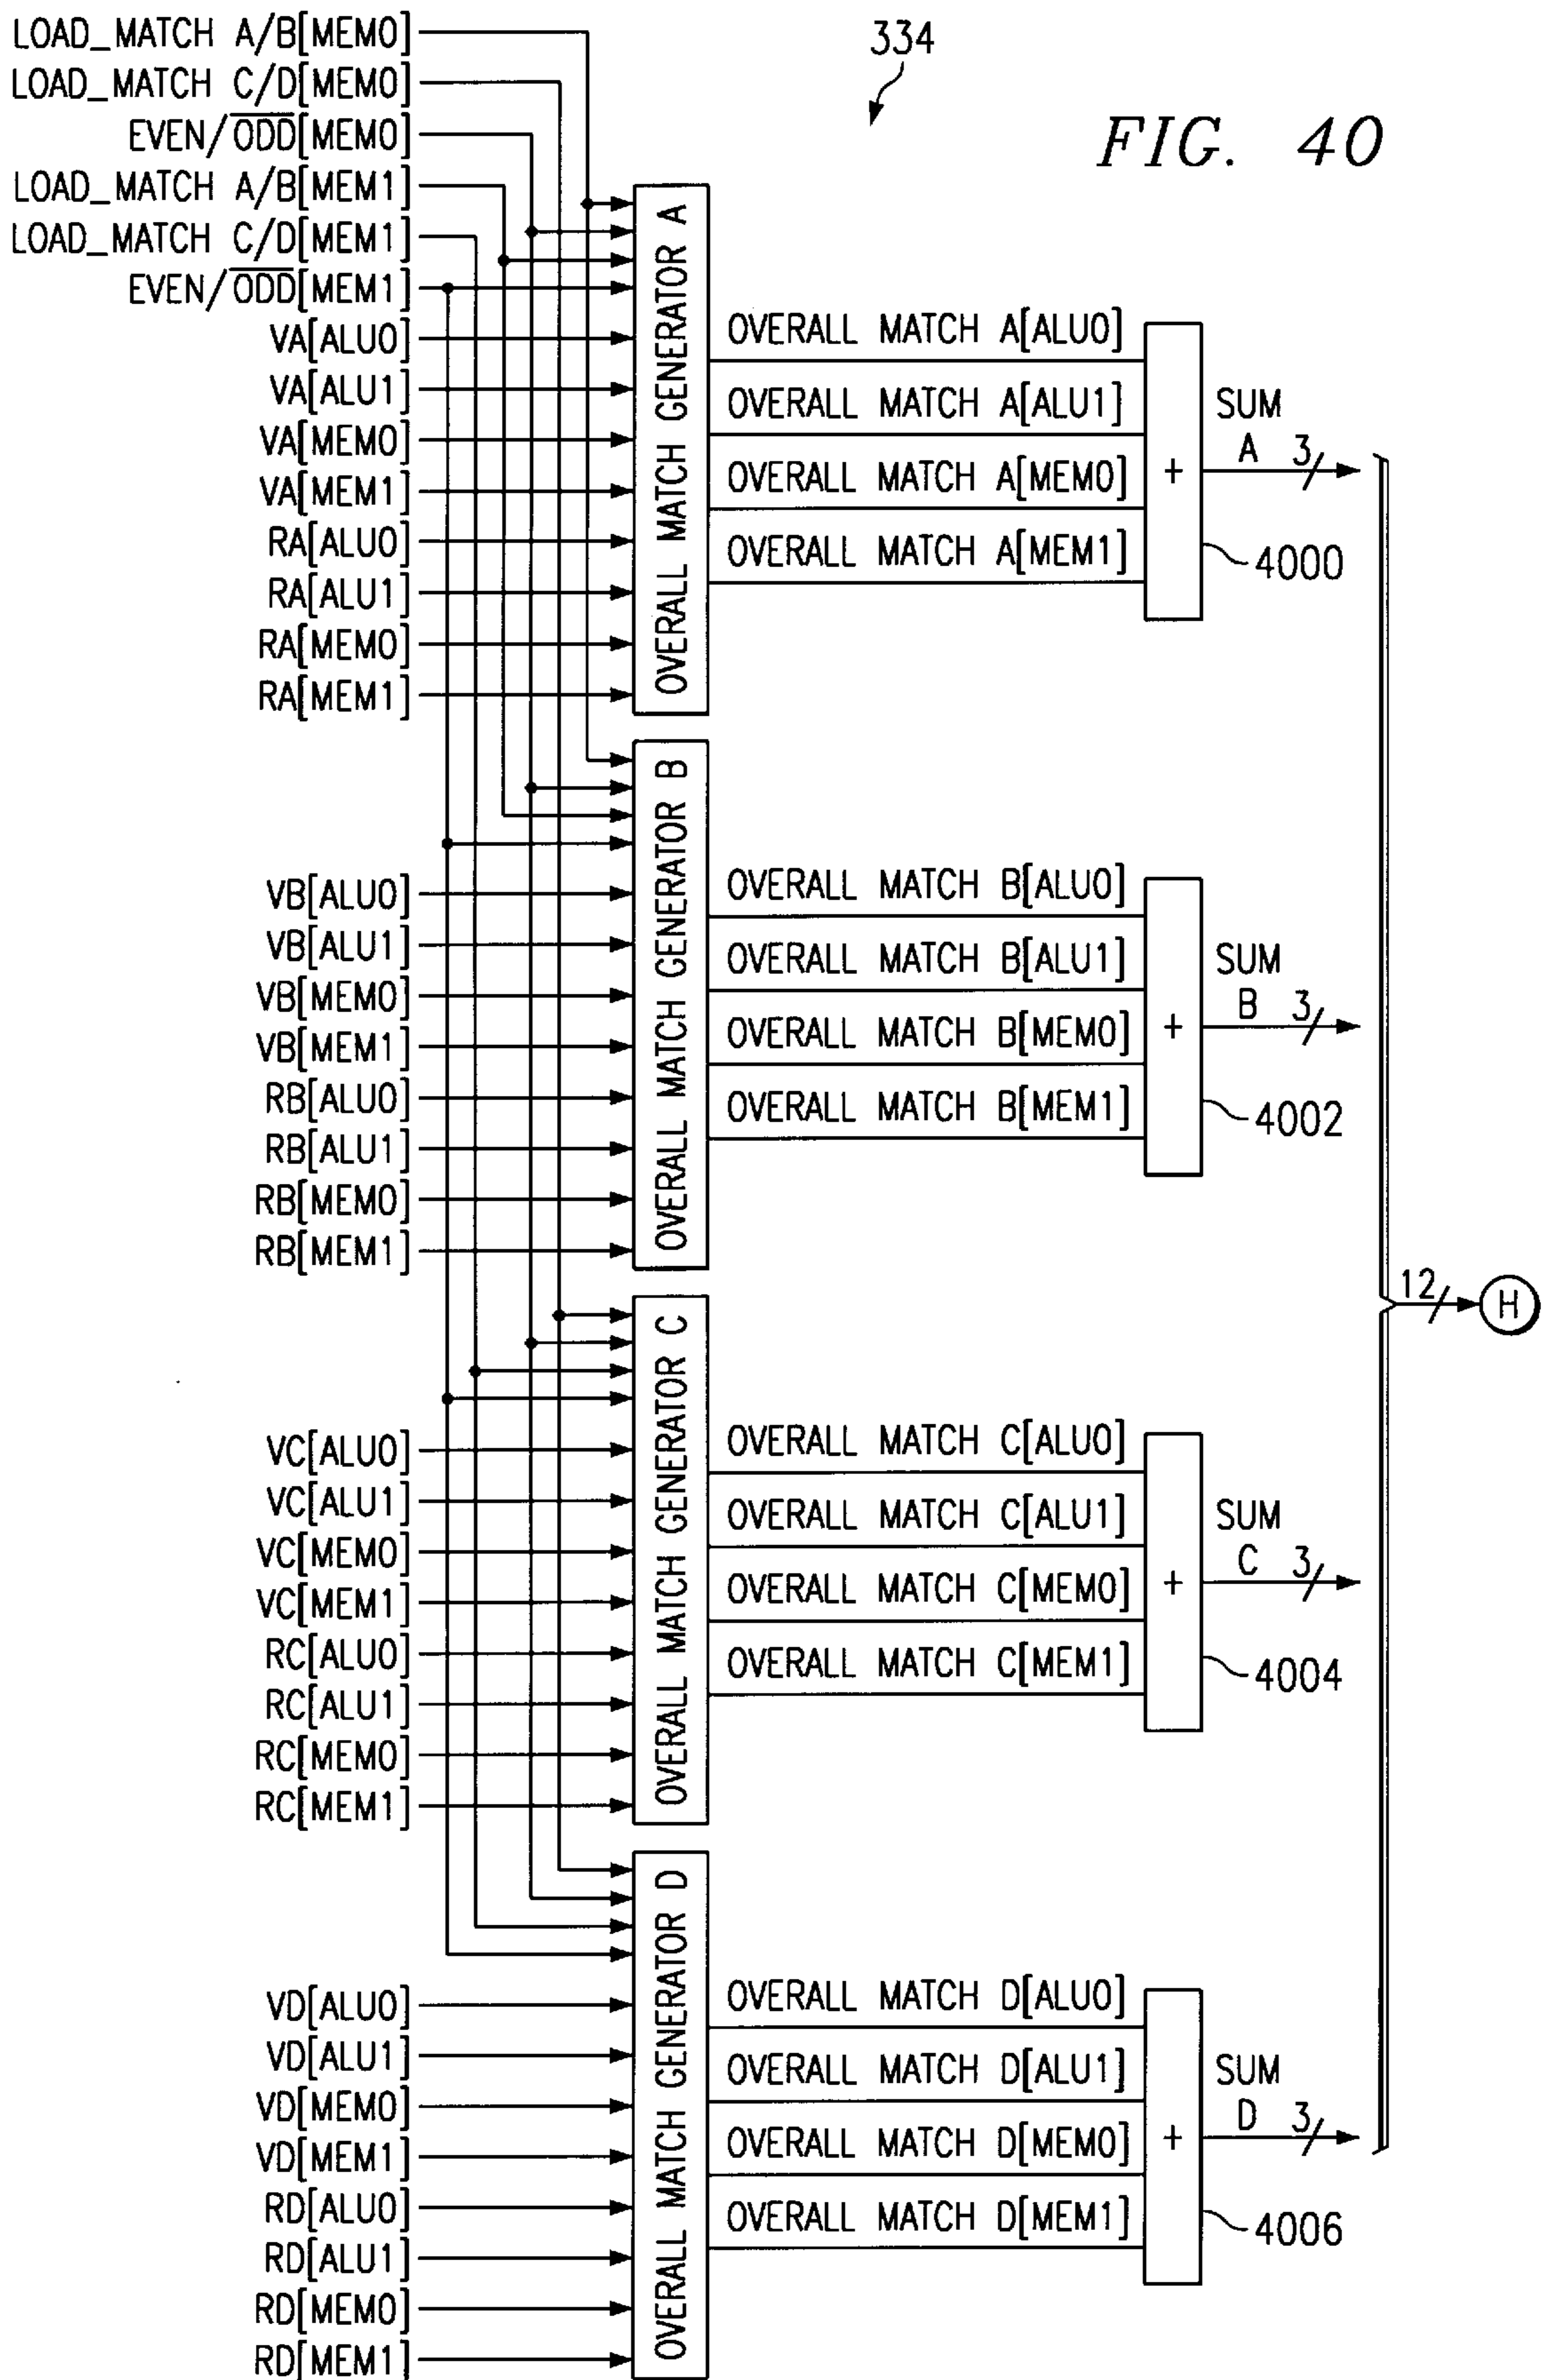 334
FIG. 40
LOAD_MATCH A/B[MEM0]
LOAD_MATCH C/D[MEM0]
EVEN/O̅D̅D̅[MEM0]
LOAD_MATCH A/B[MEM1]
LOAD_MATCH C/D[MEM1]
EVEN/O̅D̅D̅[MEM1]
VA[ALU0]
VA[ALU1]
VA[MEM0]
VA[MEM1]
RA[ALU0]
RA[ALU1]
RA[MEM0]
RA[MEM1]
OVERALL MATCH GENERATOR A
OVERALL MATCH A[ALU0]
OVERALL MATCH A[ALU1]
OVERALL MATCH A[MEM0]
OVERALL MATCH A[MEM1]
+
SUM
A 3
4000
VB[ALU0]
VB[ALU1]
VB[MEM0]
VB[MEM1]
RB[ALU0]
RB[ALU1]
RB[MEM0]
RB[MEM1]
OVERALL MATCH GENERATOR B
OVERALL MATCH B[ALU0]
OVERALL MATCH B[ALU1]
OVERALL MATCH B[MEM0]
OVERALL MATCH B[MEM1]
+
SUM
B 3
4002
12
H
VC[ALU0]
VC[ALU1]
VC[MEM0]
VC[MEM1]
RC[ALU0]
RC[ALU1]
RC[MEM0]
RC[MEM1]
OVERALL MATCH GENERATOR C
OVERALL MATCH C[ALU0]
OVERALL MATCH C[ALU1]
OVERALL MATCH C[MEM0]
OVERALL MATCH C[MEM1]
+
SUM
C 3
4004
VD[ALU0]
VD[ALU1]
VD[MEM0]
VD[MEM1]
RD[ALU0]
RD[ALU1]
RD[MEM0]
RD[MEM1]
OVERALL MATCH GENERATOR D
OVERALL MATCH D[ALU0]
OVERALL MATCH D[ALU1]
OVERALL MATCH D[MEM0]
OVERALL MATCH D[MEM1]
+
SUM
D 3
4006